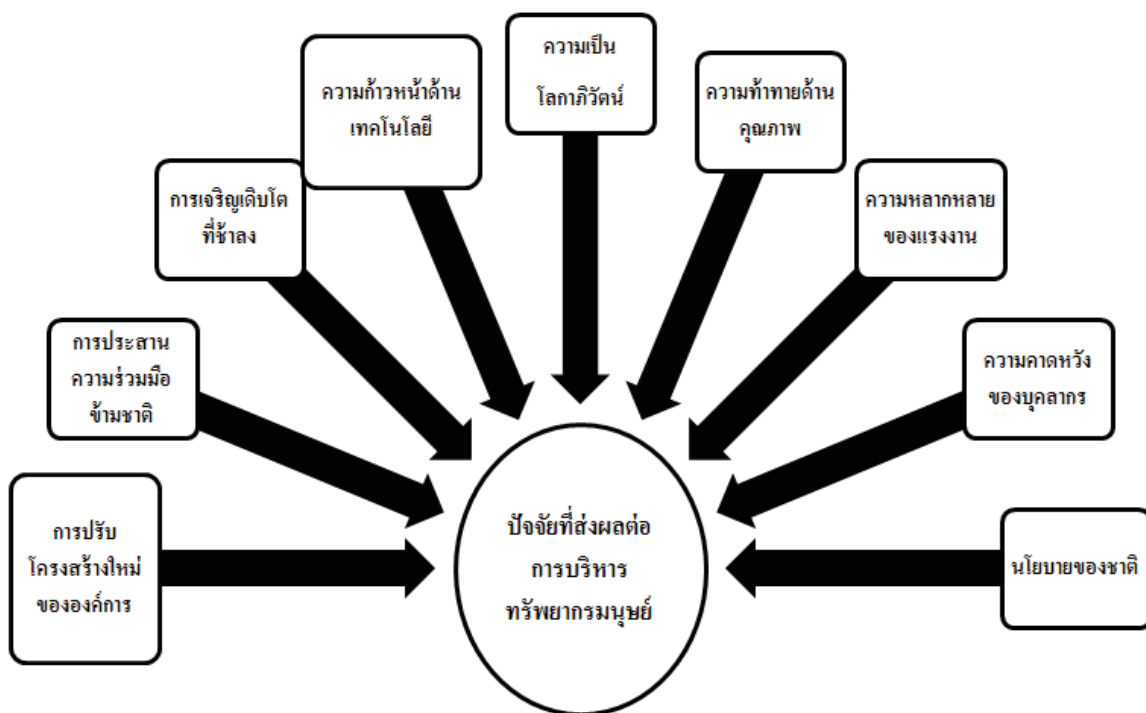 ความเป็น
โลกาภิวัตน์
ความก้าวหน้าด้าน
เทคโนโลยี
ความท้าทายด้าน
คุณภาพ
การเจริญเติบโต
ที่ช้าลง
ความหลากหลาย
ของแรงงาน
การประสาน
ความร่วมมือ
ข้ามชาติ
ความคาดหวัง
ของบุคลากร
การปรับ
โครงสร้างใหม่
ขององค์การ
ปัจจัยที่ส่งผลต่อ
การบริหาร
ทรัพยากรมนุษย์
นโยบายของชาติ